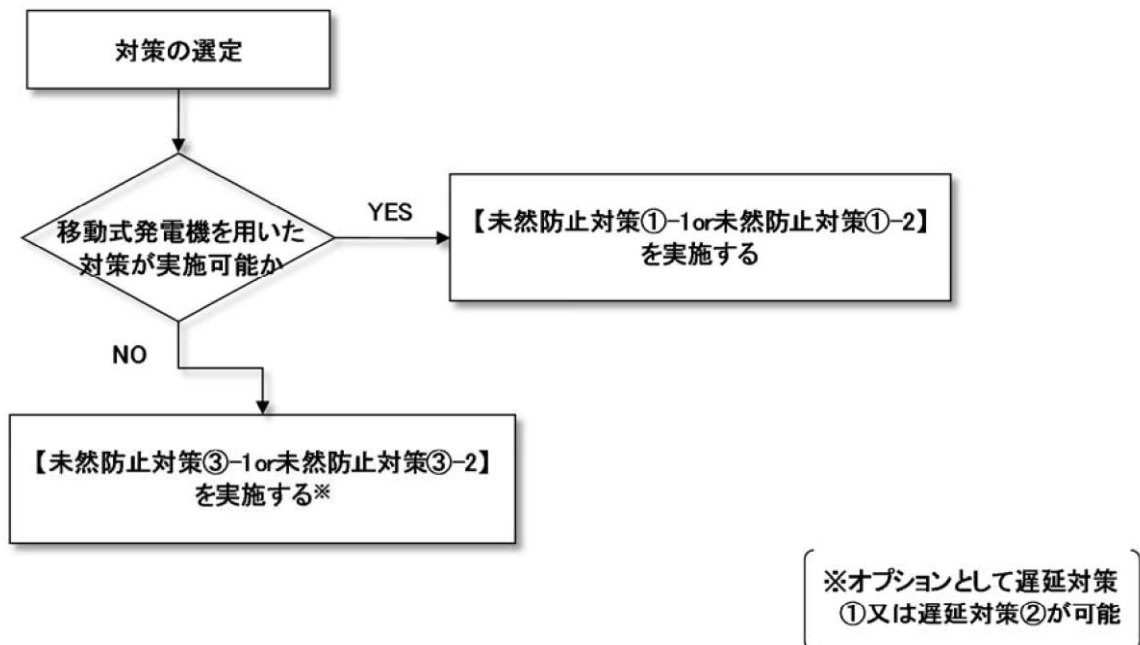 対策の選定
移動式発電機を用いた
対策が実施可能か
YES
【未然防止対策①-1or未然防止対策①-2】
を実施する
NO
【未然防止対策③-1or未然防止対策③-2】
を実施する※
※オプションとして遅延対策
①又は遅延対策②が可能